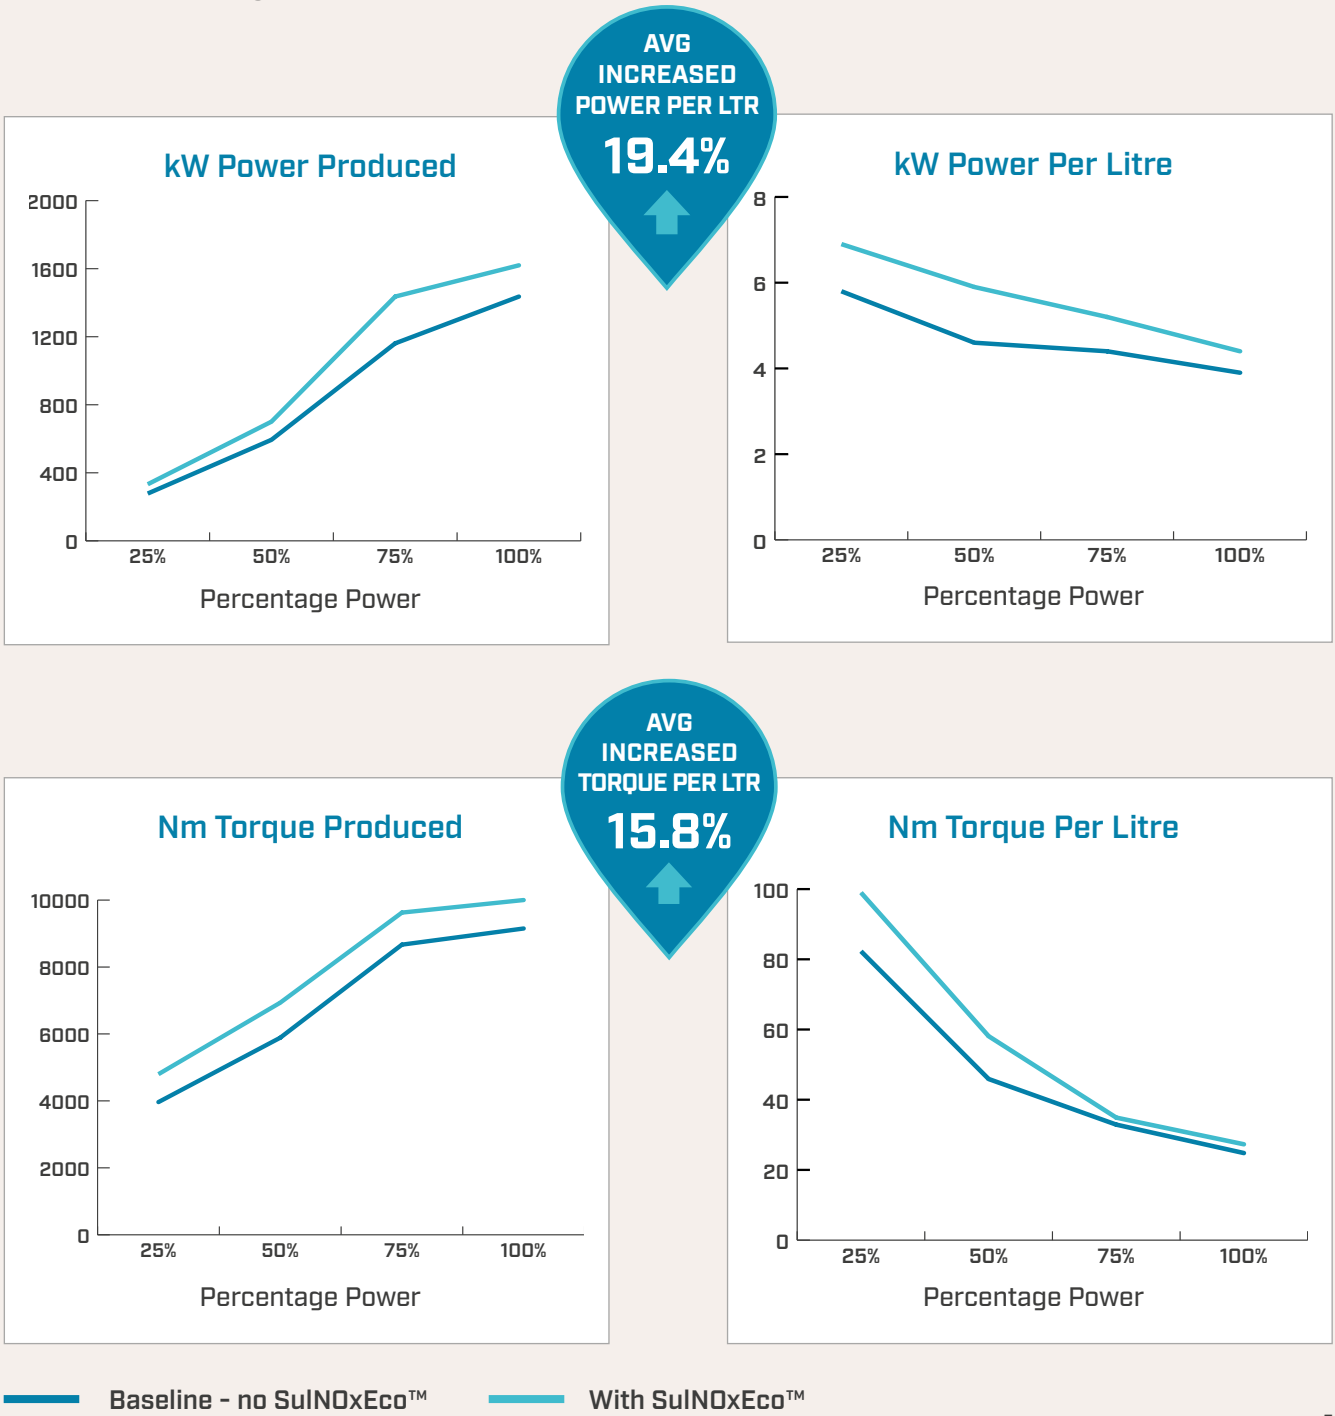 AVG
INCREASED
POWER PER LTR
19.4%
kW Power Produced
2000
1600
1200
800
400
0
25% 50% 75% 100%
Percentage Power
kW Power Per Litre
8
6
4
2
0
25% 50% 75% 100%
Percentage Power
AVG
INCREASED
TORQUE PER LTR
15.8%
Nm Torque Produced
10000
8000
6000
4000
2000
0
25% 50% 75% 100%
Percentage Power
Nm Torque Per Litre
100
80
60
40
20
0
25% 50% 75% 100%
Percentage Power
Baseline - no SulNOxEco™ With SulNOxEco™